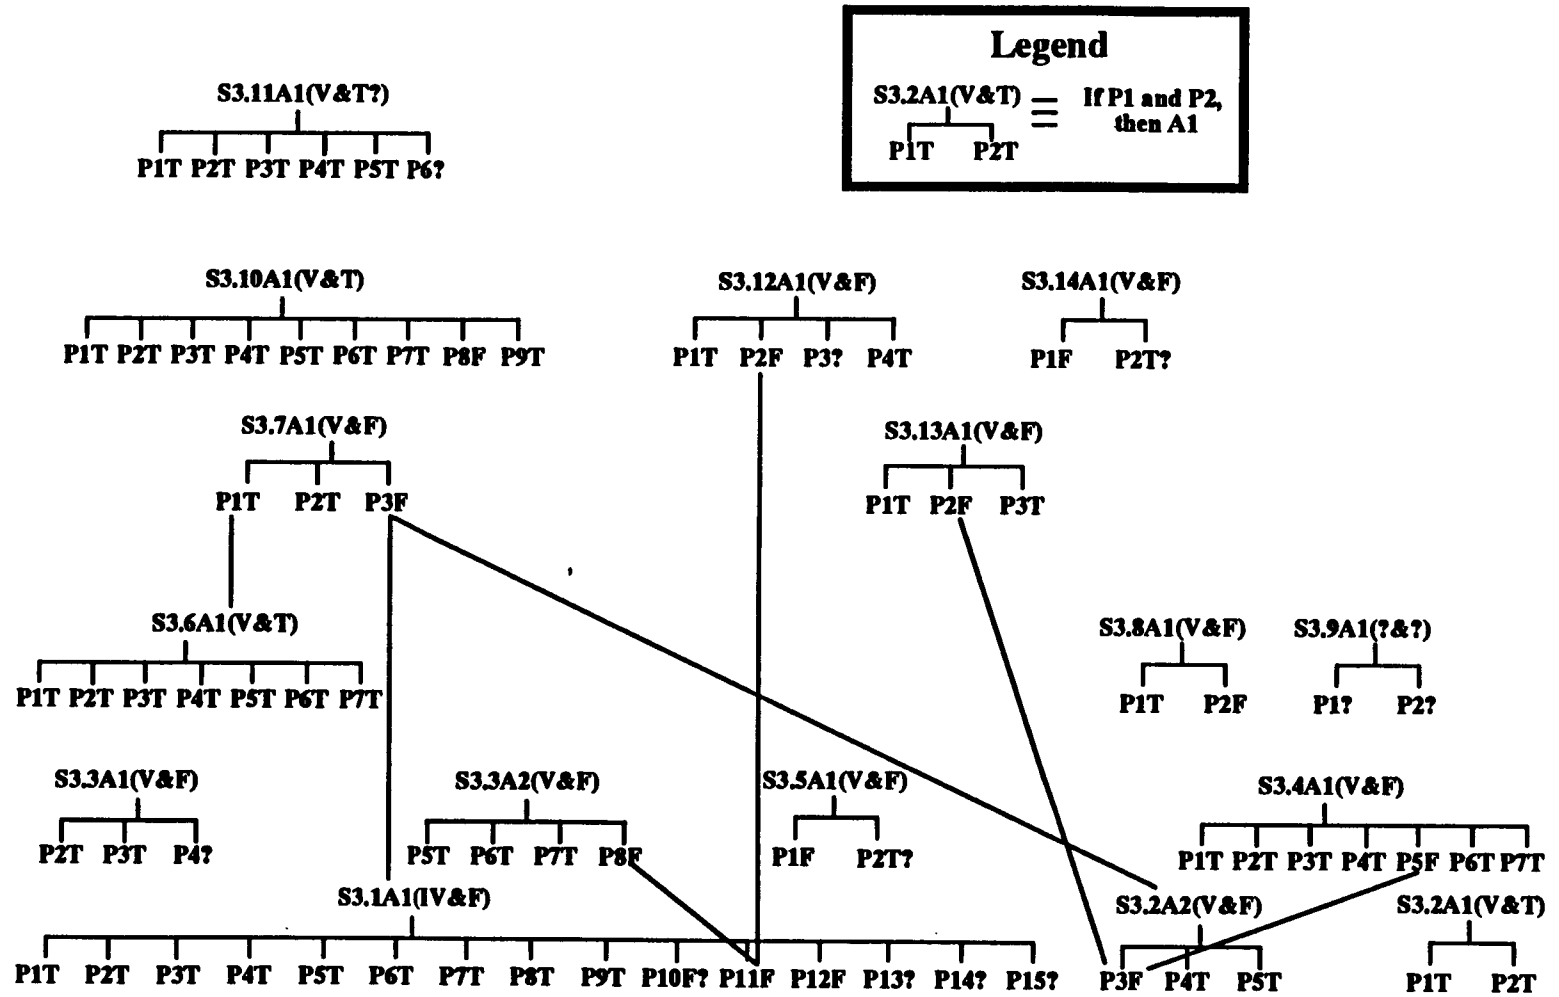 Legend
S3.2A1(V&T) ≡ If P1 and P2,
then A1
P1T P2T
S3.11A1(V&T?)
P1T P2T P3T P4T P5T P6?
S3.10A1(V&T)
P1T P2T P3T P4T P5T P6T P7T P8F P9T
S3.12A1(V&F)
P1T P2F P3? P4T
S3.14A1(V&F)
P1F P2T?
S3.7A1(V&F)
P1T P2T P3F
S3.13A1(V&F)
P1T P2F P3T
S3.6A1(V&T)
P1T P2T P3T P4T P5T P6T P7T
S3.8A1(V&F)
P1T P2F
S3.9A1(?&?)
P1? P2?
S3.3A1(V&F)
P2T P3T P4?
S3.3A2(V&F)
P5T P6T P7T P8F
S3.5A1(V&F)
P1F P2T?
S3.4A1(V&F)
P1T P2T P3T P4T P5F P6T P7T
S3.1A1(IV&F)
P1T P2T P3T P4T P5T P6T P7T P8T P9T P10F? P11F P12F P13? P14? P15?
S3.2A2(V&F)
P3F P4T P5T
S3.2A1(V&T)
P1T P2T